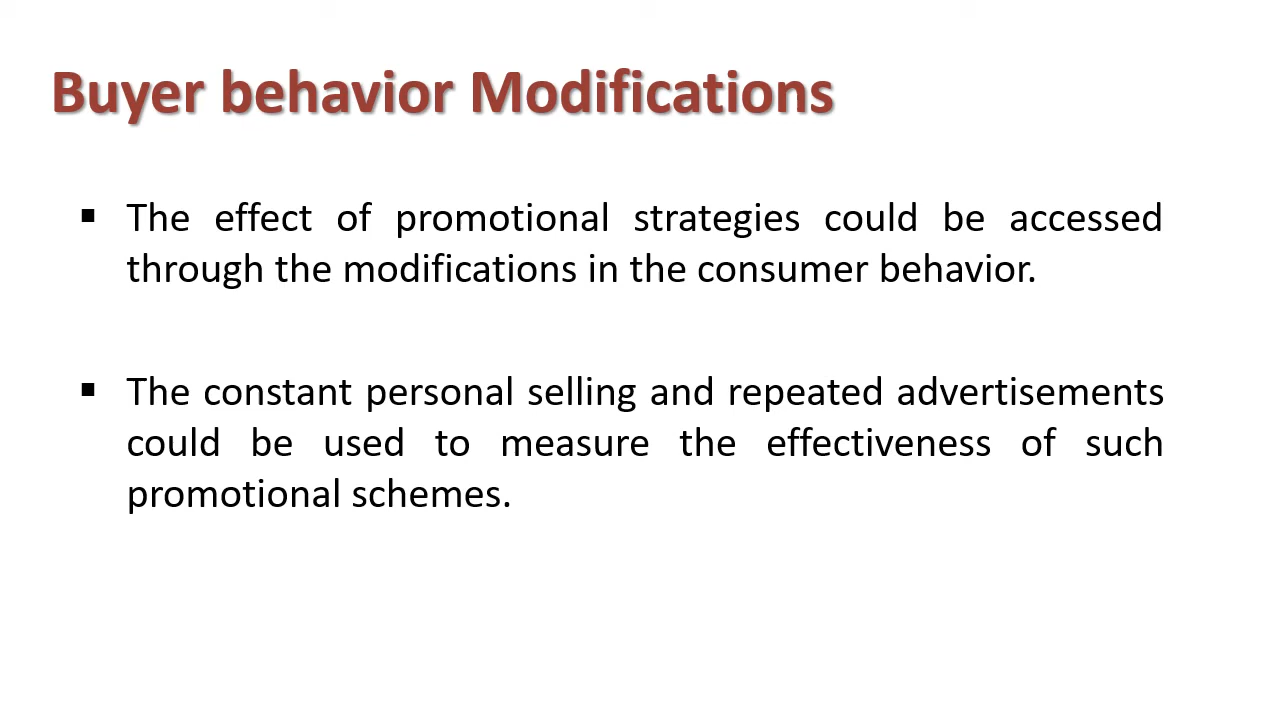 Buyer behavior Modifications
▪ The effect of promotional strategies could be accessed
through the modifications in the consumer behavior.
▪ The constant personal selling and repeated advertisements
could be used to measure the effectiveness of such
promotional schemes.